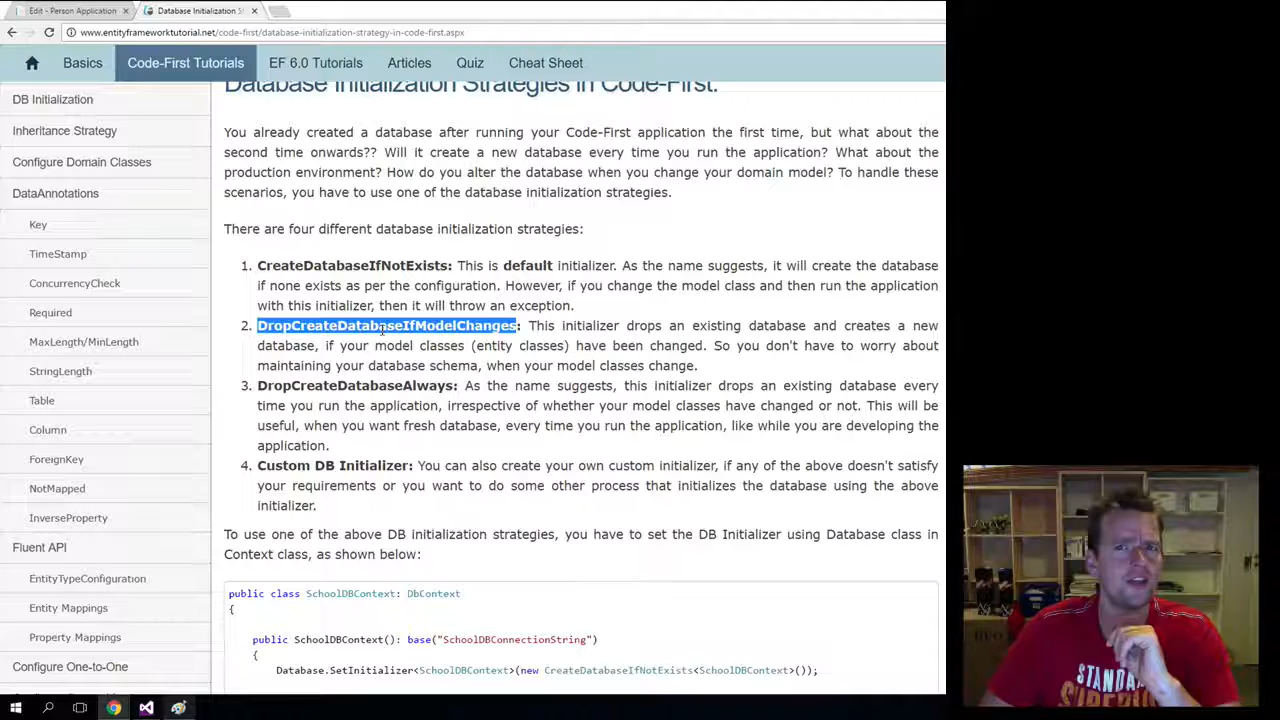 Edit - Person Application
Database Initialization S
www.entityframeworktutorial.net/code-first/database-initialization-strategy-in-code-first.aspx
Basics
Code-First Tutorials
EF 6.0 Tutorials
Articles
Quiz
Cheat Sheet
DB Initialization
Inheritance Strategy
Configure Domain Classes
DataAnnotations
Key
TimeStamp
ConcurrencyCheck
Required
MaxLength/MinLength
StringLength
Table
Column
ForeignKey
NotMapped
InverseProperty
Fluent API
EntityTypeConfiguration
Entity Mappings
Property Mappings
Configure One-to-One
Database Initialization Strategies in Code-First:
You already created a database after running your Code-First application the first time, but what about the
second time onwards?? Will it create a new database every time you run the application? What about the
production environment? How do you alter the database when you change your domain model? To handle these
scenarios, you have to use one of the database initialization strategies.
There are four different database initialization strategies:
1. CreateDatabaseIfNotExists: This is default initializer. As the name suggests, it will create the database
if none exists as per the configuration. However, if you change the model class and then run the application
with this initializer, then it will throw an exception.
2. DropCreateDatabaseIfModelChanges: This initializer drops an existing database and creates a new
database, if your model classes (entity classes) have been changed. So you don't have to worry about
maintaining your database schema, when your model classes change.
3. DropCreateDatabaseAlways: As the name suggests, this initializer drops an existing database every
time you run the application, irrespective of whether your model classes have changed or not. This will be
useful, when you want fresh database, every time you run the application, like while you are developing the
application.
4. Custom DB Initializer: You can also create your own custom initializer, if any of the above doesn't satisfy
your requirements or you want to do some other process that initializes the database using the above
initializer.
To use one of the above DB initialization strategies, you have to set the DB Initializer using Database class in
Context class, as shown below:
public class SchoolDBContext: DbContext
{
public SchoolDBContext(): base("SchoolDBConnectionString")
{
Database.SetInitializer<SchoolDBContext>(new CreateDatabaseIfNotExists<SchoolDBContext>());
STANDARD